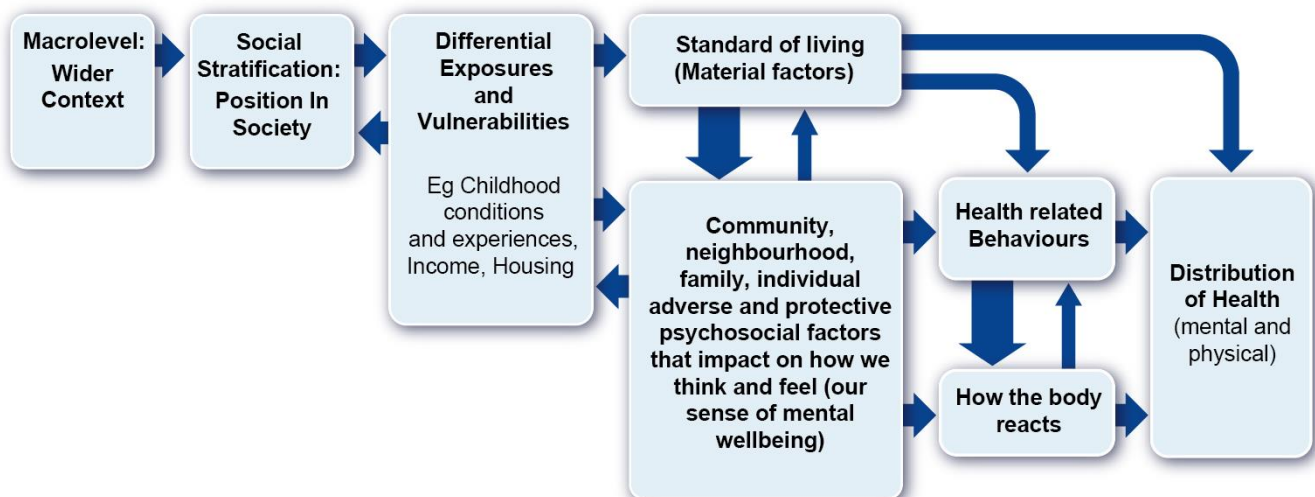 Macrolevel:
Wider
Context
Social
Stratification:
Position In
Society
Differential
Exposures
and
Vulnerabilities
Eg Childhood
conditions
and experiences,
Income, Housing
Standard of living
(Material factors)
Community,
neighbourhood,
family, individual
adverse and protective
psychosocial factors
that impact on how we
think and feel (our
sense of mental
wellbeing)
Health related
Behaviours
How the body
reacts
Distribution
of Health
(mental and
physical)